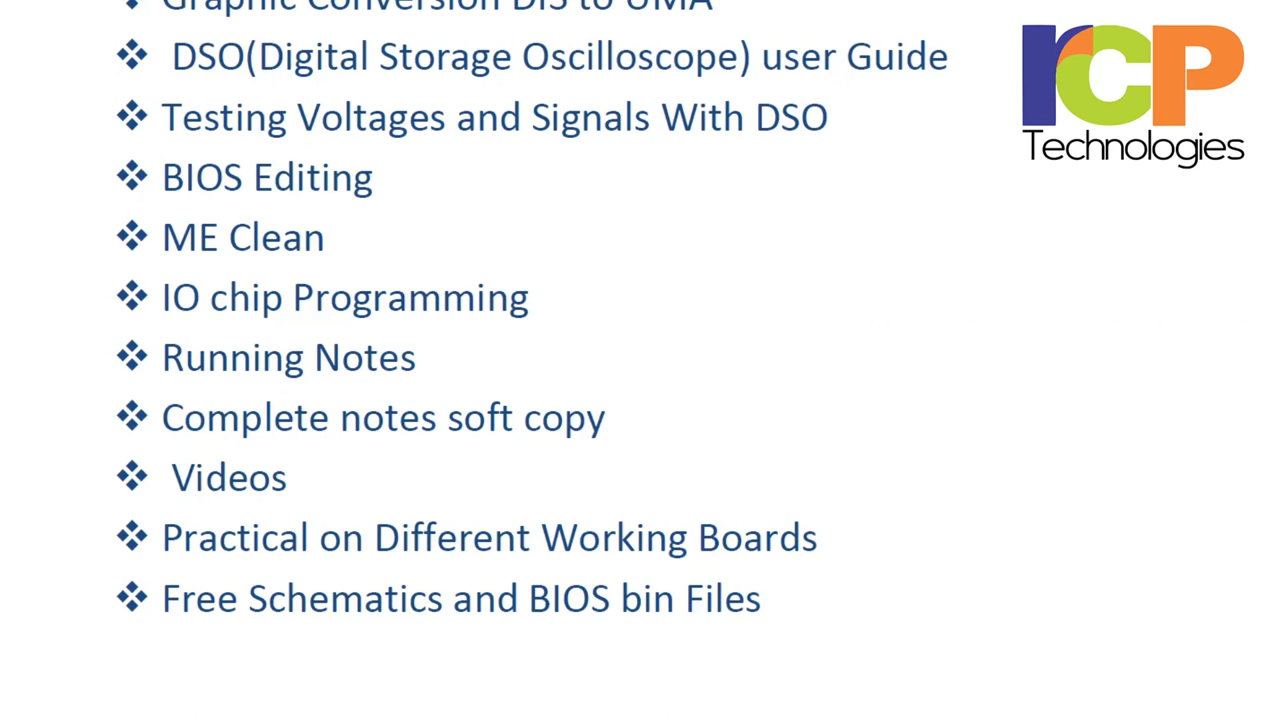 Graphic Conversion DIS to UMA
DSO(Digital Storage Oscilloscope) user Guide
Testing Voltages and Signals With DSO
BIOS Editing
ME Clean
IO chip Programming
Running Notes
Complete notes soft copy
Videos
Practical on Different Working Boards
Free Schematics and BIOS bin Files
rCP
Technologies